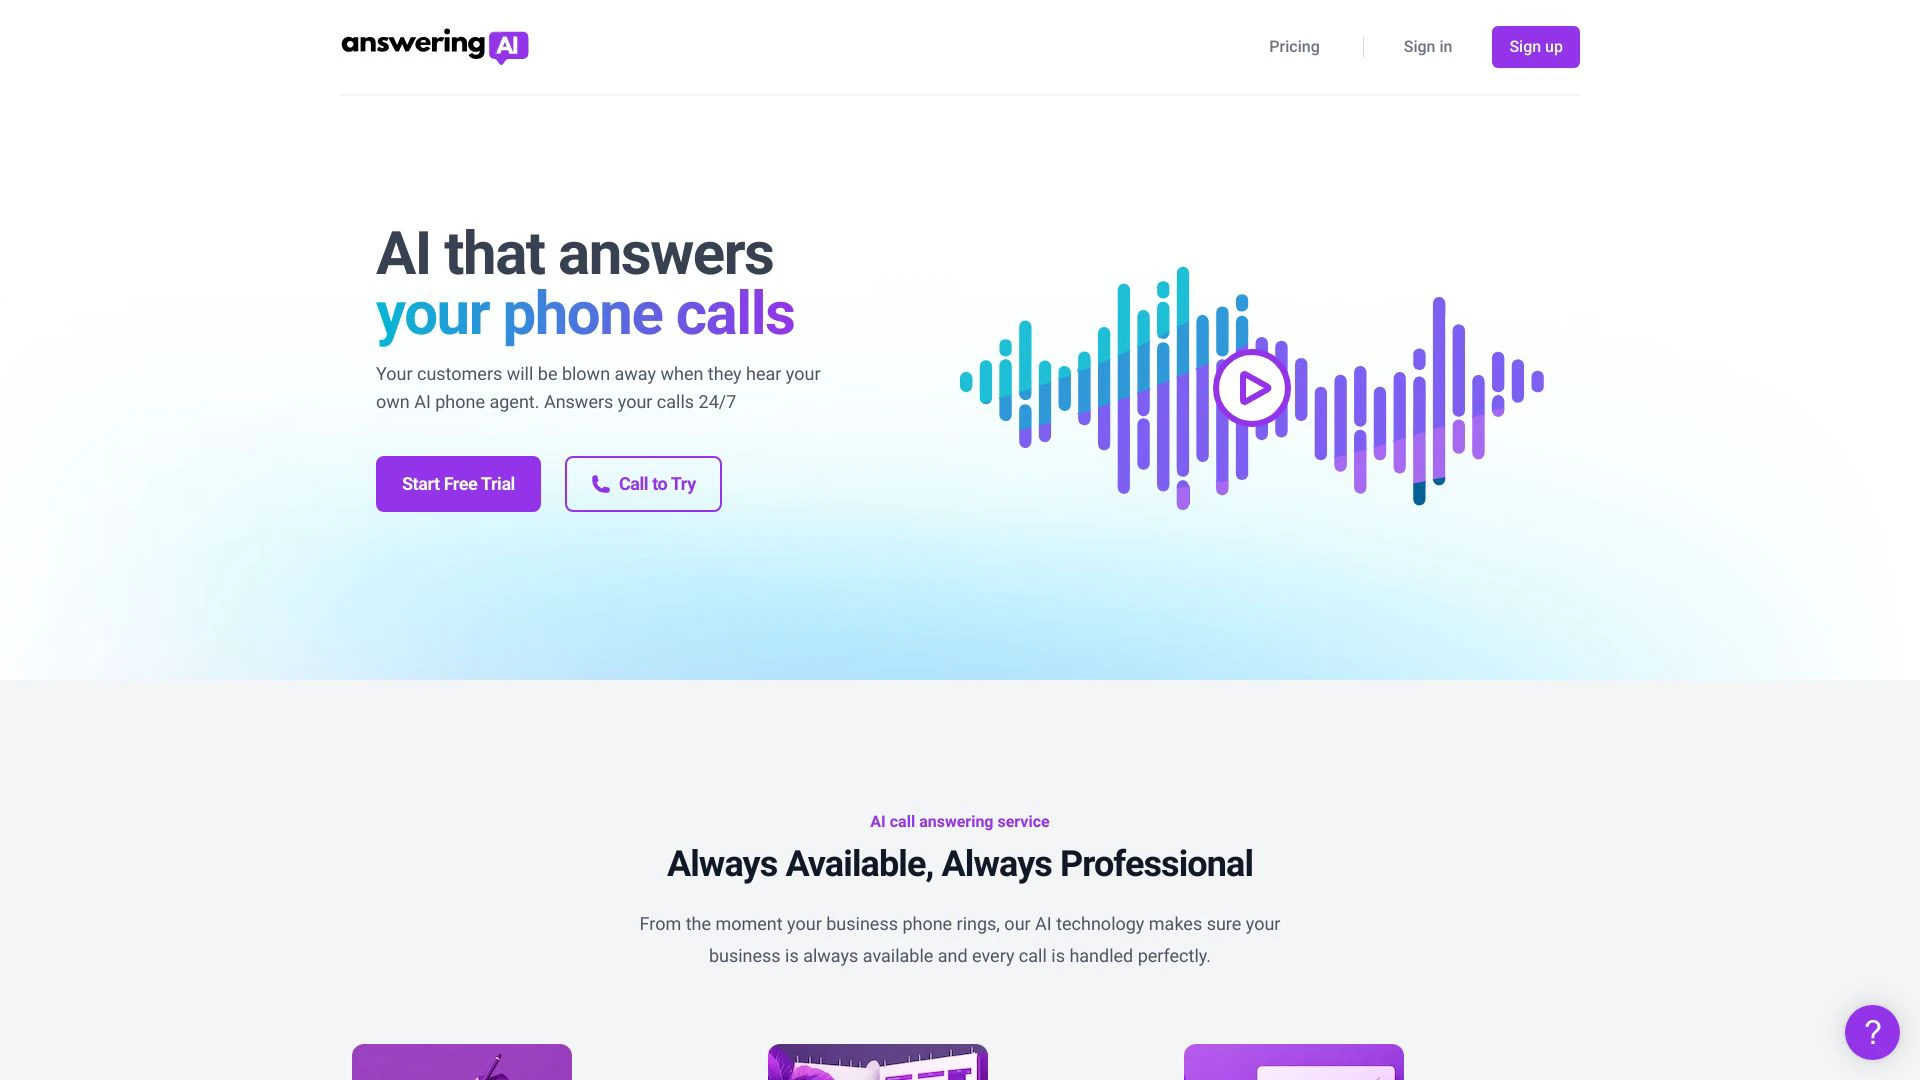 answering AI
Pricing
Sign in
Sign up
AI that answers
your phone calls
Your customers will be blown away when they hear your
own AI phone agent. Answers your calls 24/7
Start Free Trial
Call to Try
AI call answering service
Always Available, Always Professional
From the moment your business phone rings, our AI technology makes sure your
business is always available and every call is handled perfectly.
?